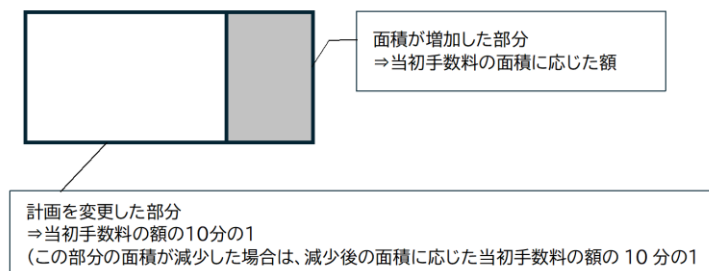 面積が増加した部分
⇒当初手数料の面積に応じた額
計画を変更した部分
⇒当初手数料の額の10分の1
(この部分の面積が減少した場合は、減少後の面積に応じた当初手数料の額の 10 分の1